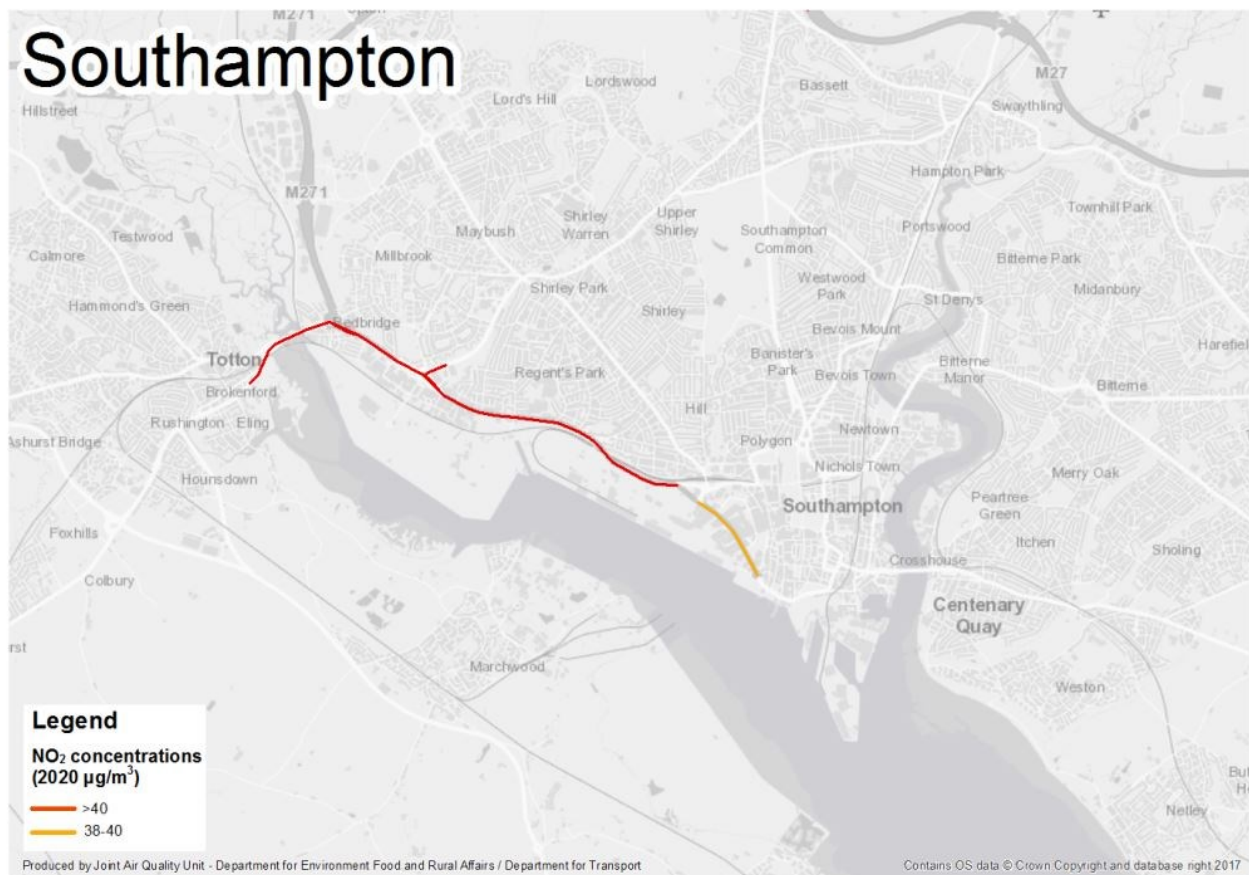 Southampton
M271
M27
Lordswood
Bassett
Lord's Hill
Swaythling
Hillstreet
Hampton Park
M271
Townhill Park
Shirley
Warren
Upper
Shirley
Portswood
Testwood
Maybush
Southampton
Common
Calmore
Millbrook
Bitterne Park
Westwood
Park
Shirley Park
Midanbury
Hammond's Green
St Denys
Redbridge
Shirley
Bevois Mount
Harefiel
Totton
Banister's
Park
Bitterne
Manor
Regent's Park
Bevois Town
Bitterne
Brokenford
Hill
Rushington
Eling
Newtown
Ashurst Bridge
Polygon
Nichols Town
Merry Oak
Hounsdown
Peartree
Green
Southampton
Foxhills
Itchen
Sholing
Crosshouse
Colbury
Centenary
Quay
rst
Marchwood
Weston
Legend
NO₂ concentrations
(2020 µg/m³)
>40
38-40
Netley
Produced by Joint Air Quality Unit - Department for Environment Food and Rural Affairs / Department for Transport
Contains OS data © Crown Copyright and database right 2017